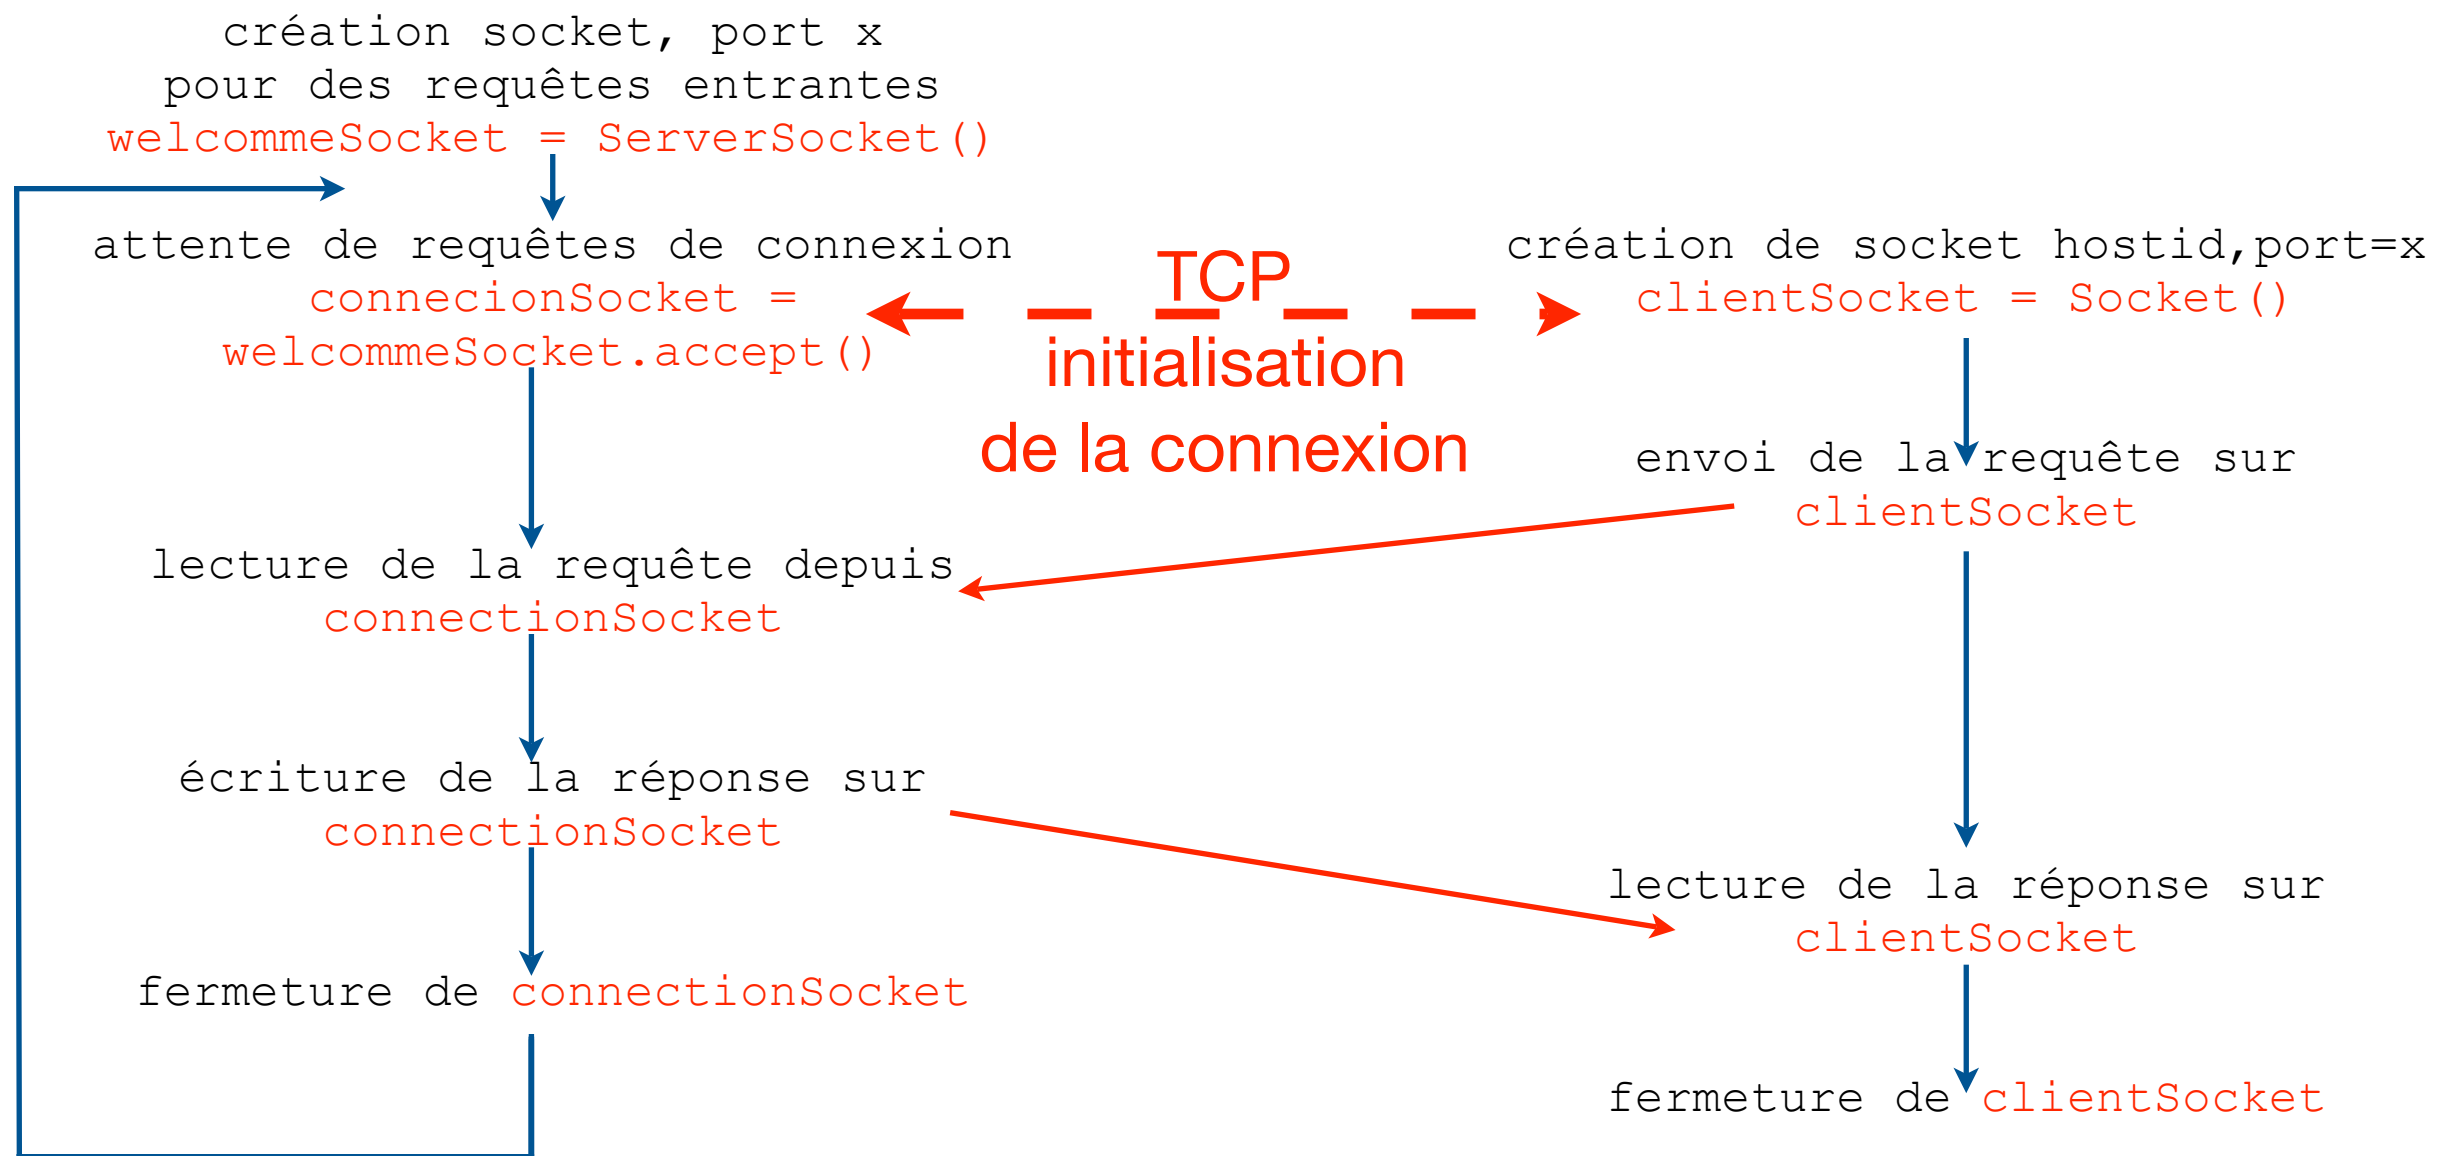 création socket, port x
pour des requêtes entrantes
welcommeSocket = ServerSocket()
attente de requêtes de connexion
connecionSocket =
welcommeSocket.accept()
TCP
initialisation
de la connexion
création de socket hostid,port=x
clientSocket = Socket()
envoi de la requête sur
clientSocket
lecture de la requête depuis
connectionSocket
écriture de la réponse sur
connectionSocket
lecture de la réponse sur
clientSocket
fermeture de connectionSocket
fermeture de clientSocket